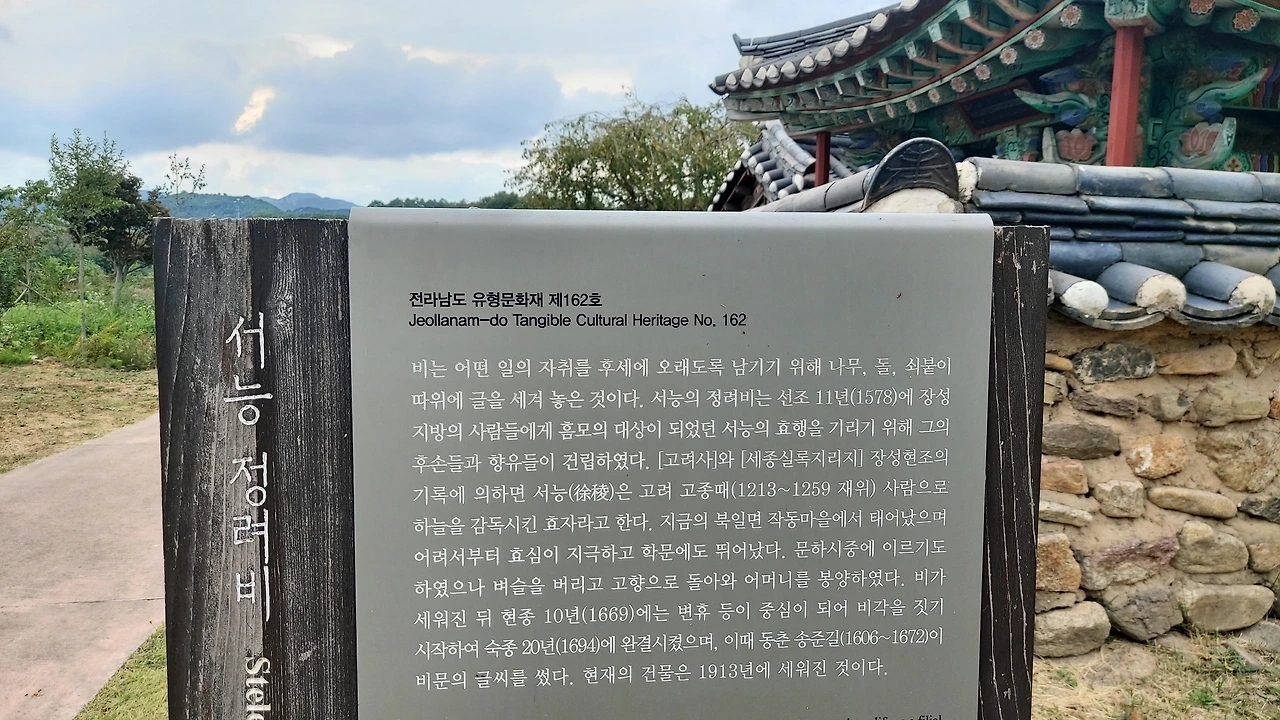 서능 정려비 Stele
전라남도 유형문화재 제162호
Jeollanam-do Tangible Cultural Heritage No. 162
비는 어떤 일의 자취를 후세에 오래도록 남기기 위해 나무, 돌, 쇠붙이
따위에 글을 세겨 놓은 것이다. 서능의 정려비는 선조 11년(1578)에 장성
지방의 사람들에게 흠모의 대상이 되었던 서능의 효행을 기리기 위해 그의
후손들과 향유들이 건립하였다. [고려사]와 [세종실록지리지] 장성현조의
기록에 의하면 서능(徐稜)은 고려 고종때(1213~1259 재위) 사람으로
하늘을 감독시킨 효자라고 한다. 지금의 북일면 작동마을에서 태어났으며
어려서부터 효심이 지극하고 학문에도 뛰어났다. 문하시중에 이르기도
하였으나 벼슬을 버리고 고향으로 돌아와 어머니를 봉양하였다. 비가
세워진 뒤 현종 10년(1669)에는 변휴 등이 중심이 되어 비각을 짓기
시작하여 숙종 20년(1694)에 완결시켰으며, 이때 동춘 송준길(1606~1672)이
비문의 글씨를 썼다. 현재의 건물은 1913년에 세워진 것이다.